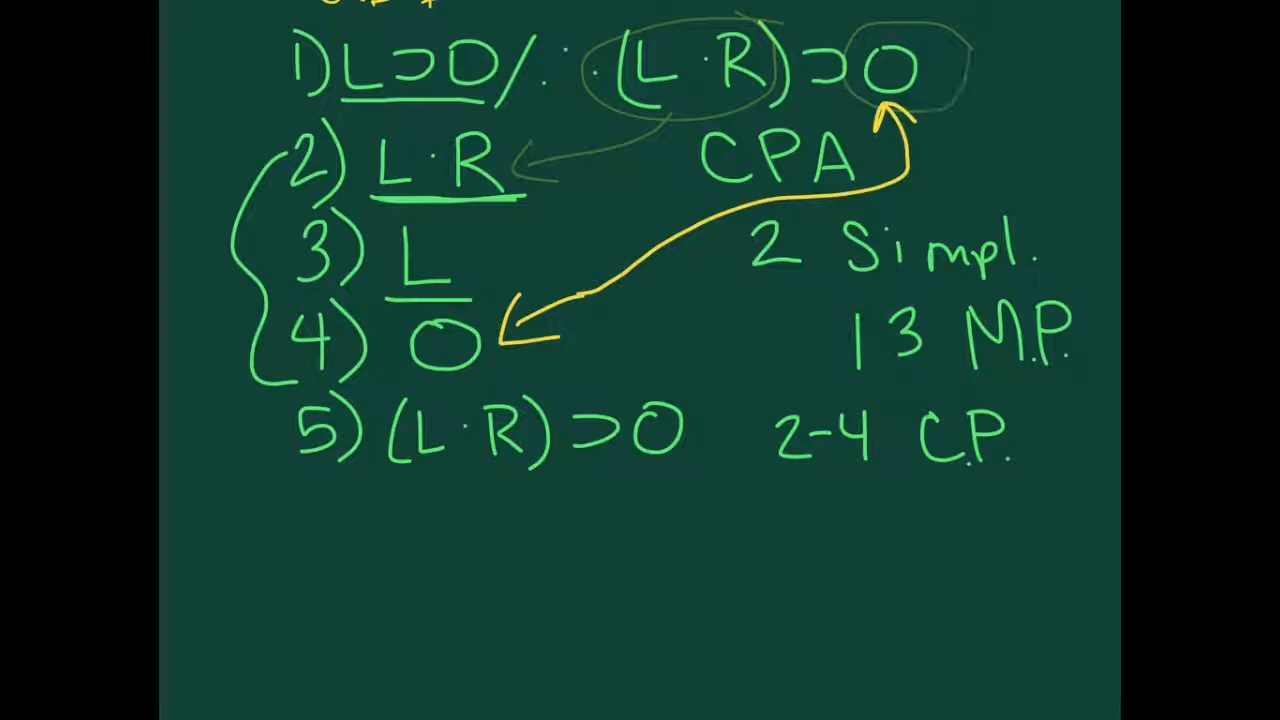 1) L ⊃ O /∴ (L · R) ⊃ O
2) L · R CPA
3) L 2 Simpl.
4) O 1 3 M.P.
5) (L · R) ⊃ O 2-4 C.P.